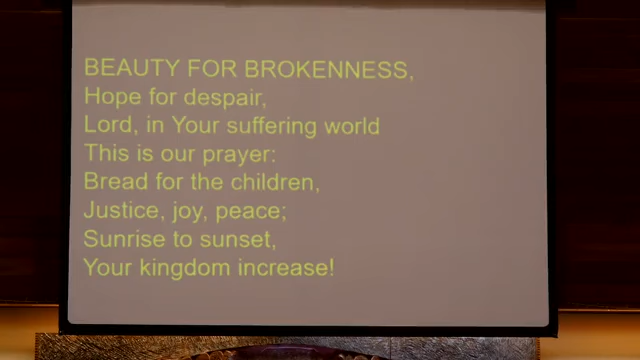 BEAUTY FOR BROKENNESS,
Hope for despair,
Lord, in Your suffering world
This is our prayer:
Bread for the children,
Justice, joy, peace;
Sunrise to sunset,
Your kingdom increase!